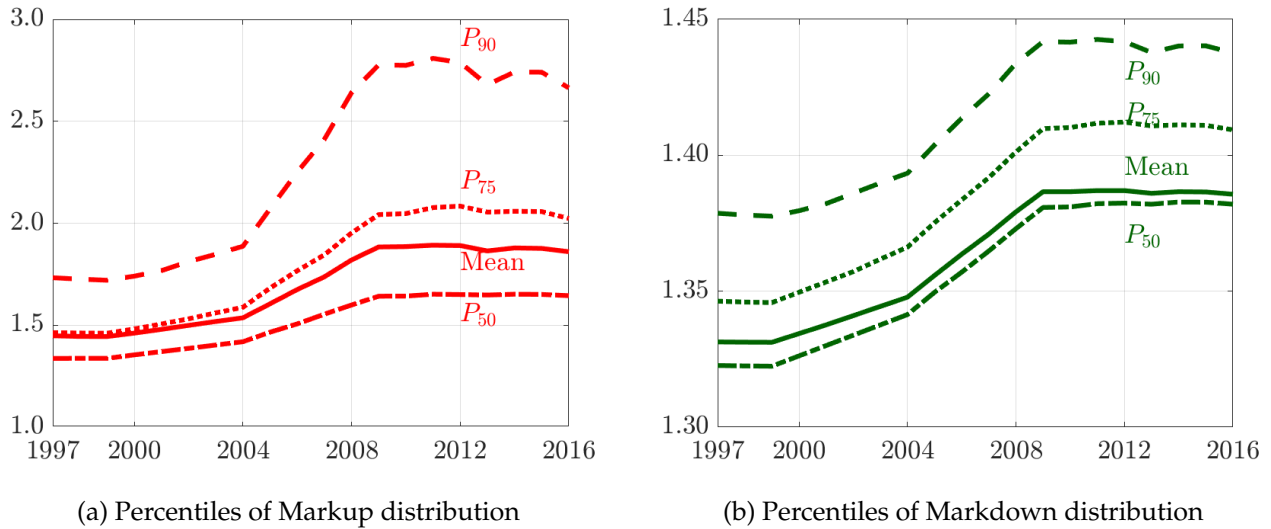 3.0
2.5
2.0
1.5
1.0
1997 2000 2004 2008 2012 2016
P90
P75
Mean
P50
(a) Percentiles of Markup distribution
1.45
1.40
1.35
1.30
1997 2000 2004 2008 2012 2016
P90
P75
Mean
P50
(b) Percentiles of Markdown distribution